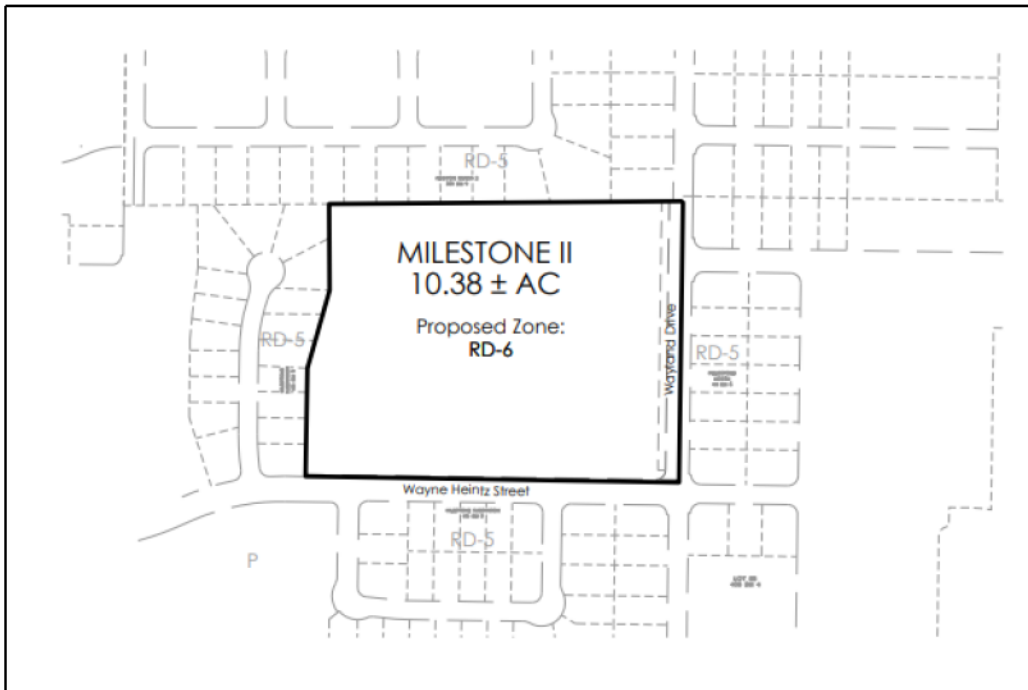 RD-5
MILESTONE II
10.38 ± AC
Proposed Zone:
RD-6
Wayland Drive
RD-5
RD-5
Wayne Heintz Street
RD-5
P